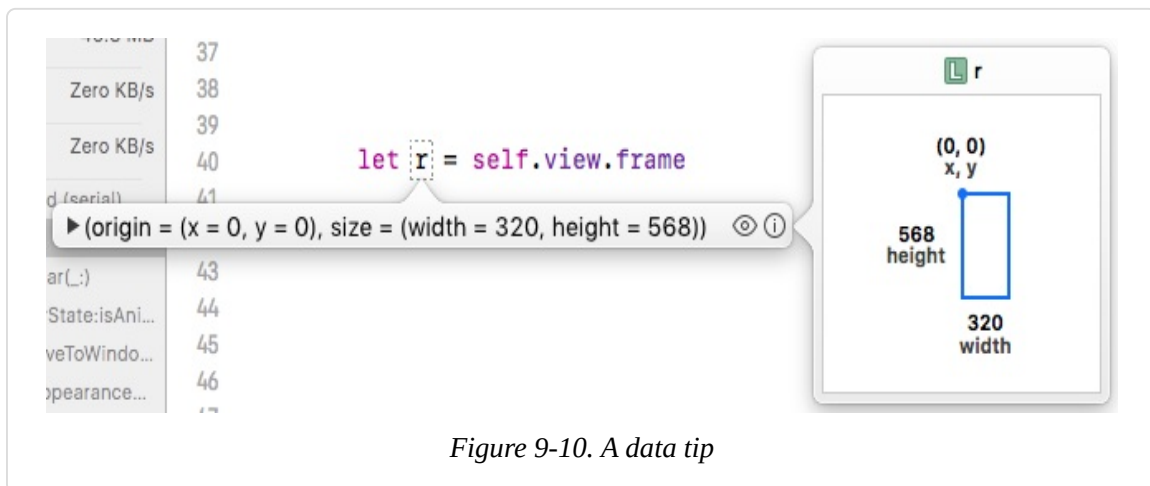 Zero KB/s
Zero KB/s
d (serial)
ar(_:)
State:isAni...
veToWindo...
ppearance...
37
38
39
40
41
43
44
45
46
let r = self.view.frame
(origin = (x = 0, y = 0), size = (width = 320, height = 568))
L r
(0, 0)
x, y
568
height
320
width
Figure 9-10. A data tip